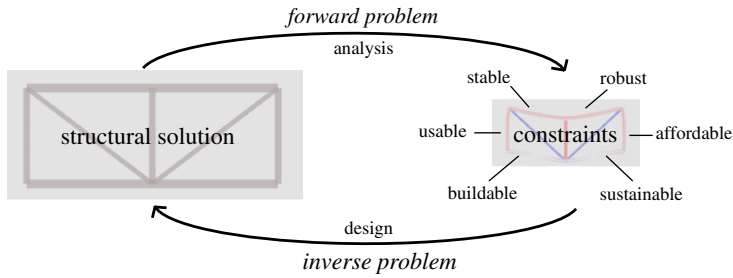 forward problem
analysis
stable
robust
structural solution
usable
constraints
affordable
buildable
sustainable
design
inverse problem